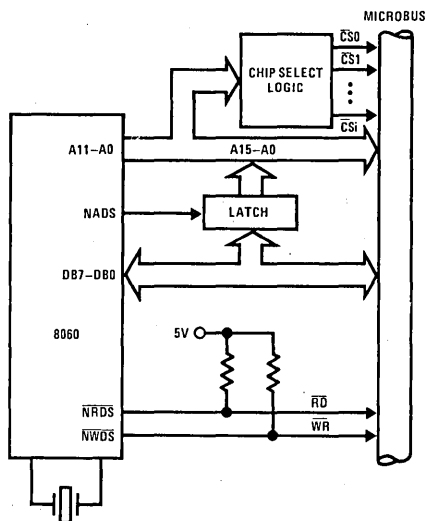 MICROBUS
CS0
CHIP SELECT
LOGIC
CS1
CSi
A11–A0
A15–A0
NADS
LATCH
DB7–DB0
8060
5V
NRDS
RD
NWDS
WR